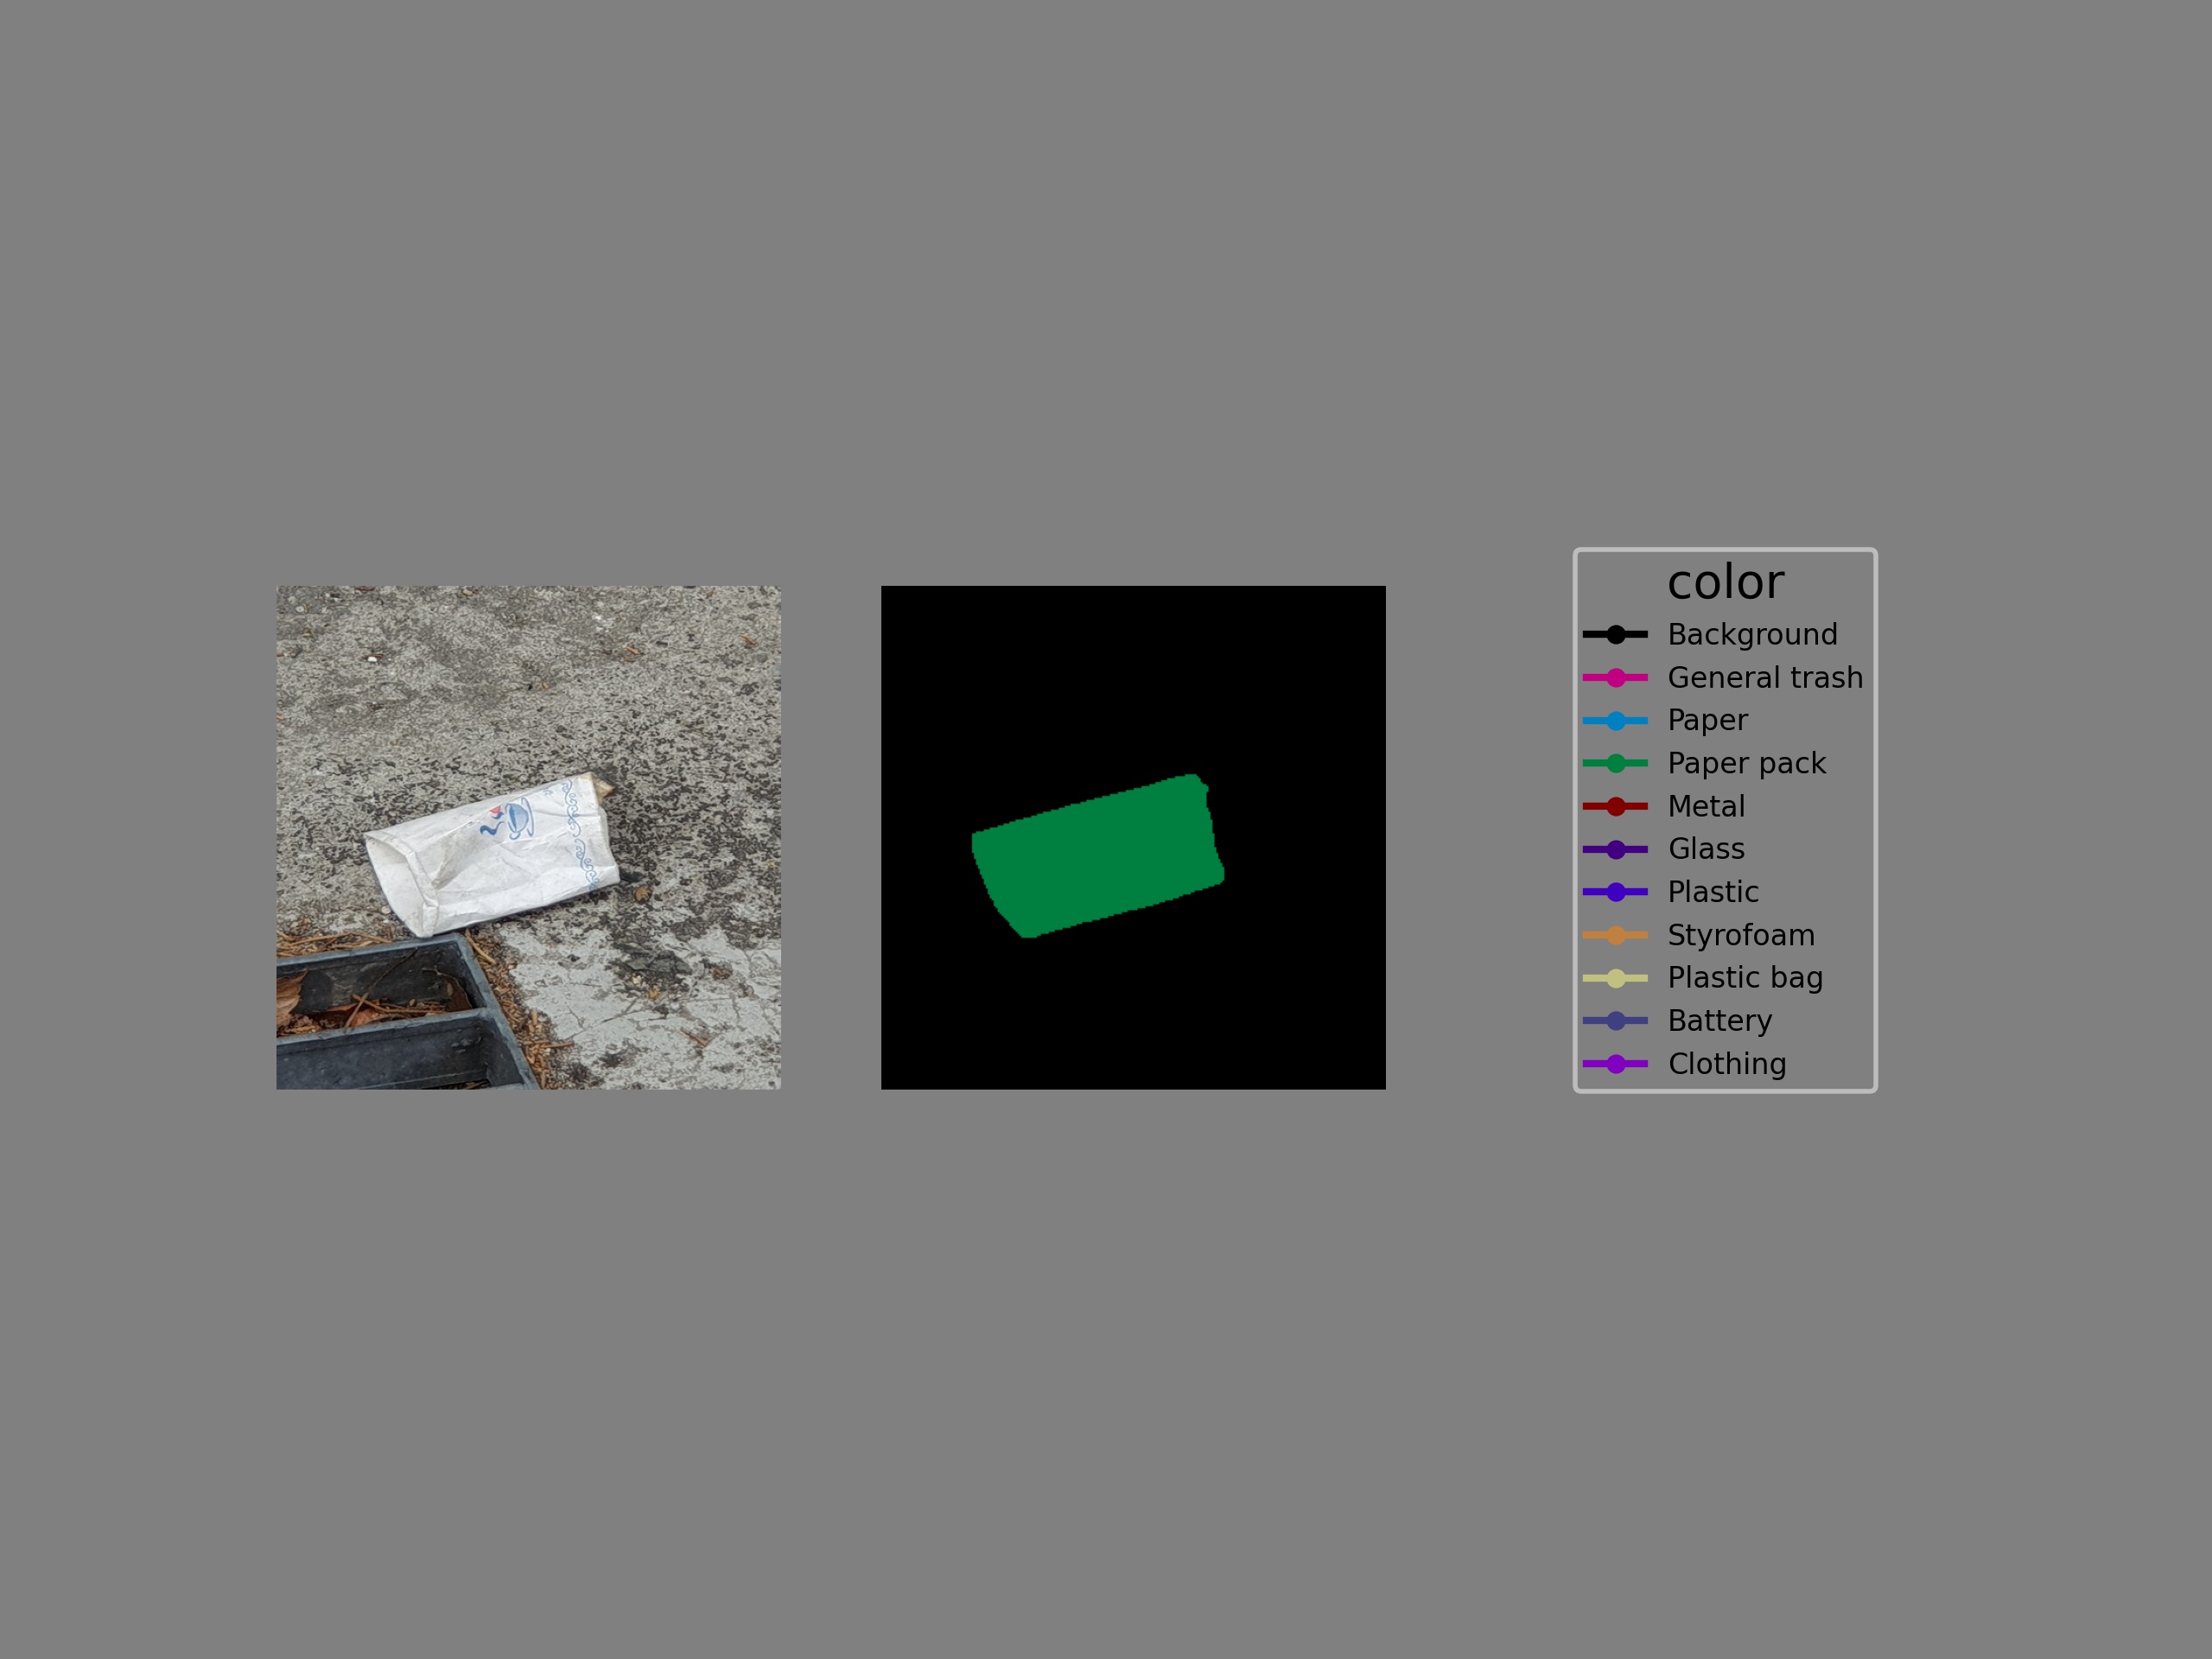 color
Background
General trash
Paper
Paper pack
Metal
Glass
Plastic
Styrofoam
Plastic bag
Battery
Clothing